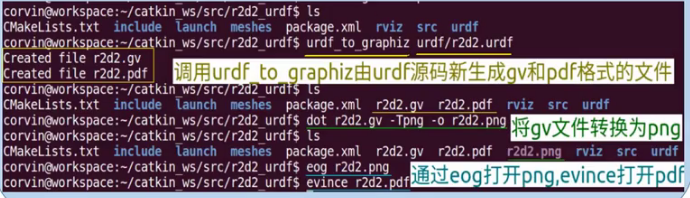 corvin@workspace:~/catkin_ws/src/r2d2_urdf$ ls
CMakeLists.txt include launch meshes package.xml rviz src urdf
corvin@workspace:~/catkin_ws/src/r2d2_urdf$ urdf_to_graphiz urdf/r2d2.urdf
Created file r2d2.gv
Created file r2d2.pdf
调用urdf_to_graphiz由urdf源码新生成gv和pdf格式的文件
corvin@workspace:~/catkin_ws/src/r2d2_urdf$ ls
CMakeLists.txt include launch meshes package.xml r2d2.gv r2d2.pdf rviz src urdf
corvin@workspace:~/catkin_ws/src/r2d2_urdf$ dot r2d2.gv -Tpng -o r2d2.png
将gv文件转换为png
corvin@workspace:~/catkin_ws/src/r2d2_urdf$ ls
CMakeLists.txt include launch meshes package.xml r2d2.gv r2d2.pdf r2d2.png rviz src urdf
corvin@workspace:~/catkin_ws/src/r2d2_urdf$ eog r2d2.png
corvin@workspace:~/catkin_ws/src/r2d2_urdf$ evince r2d2.pdf
通过eog打开png,evince打开pdf